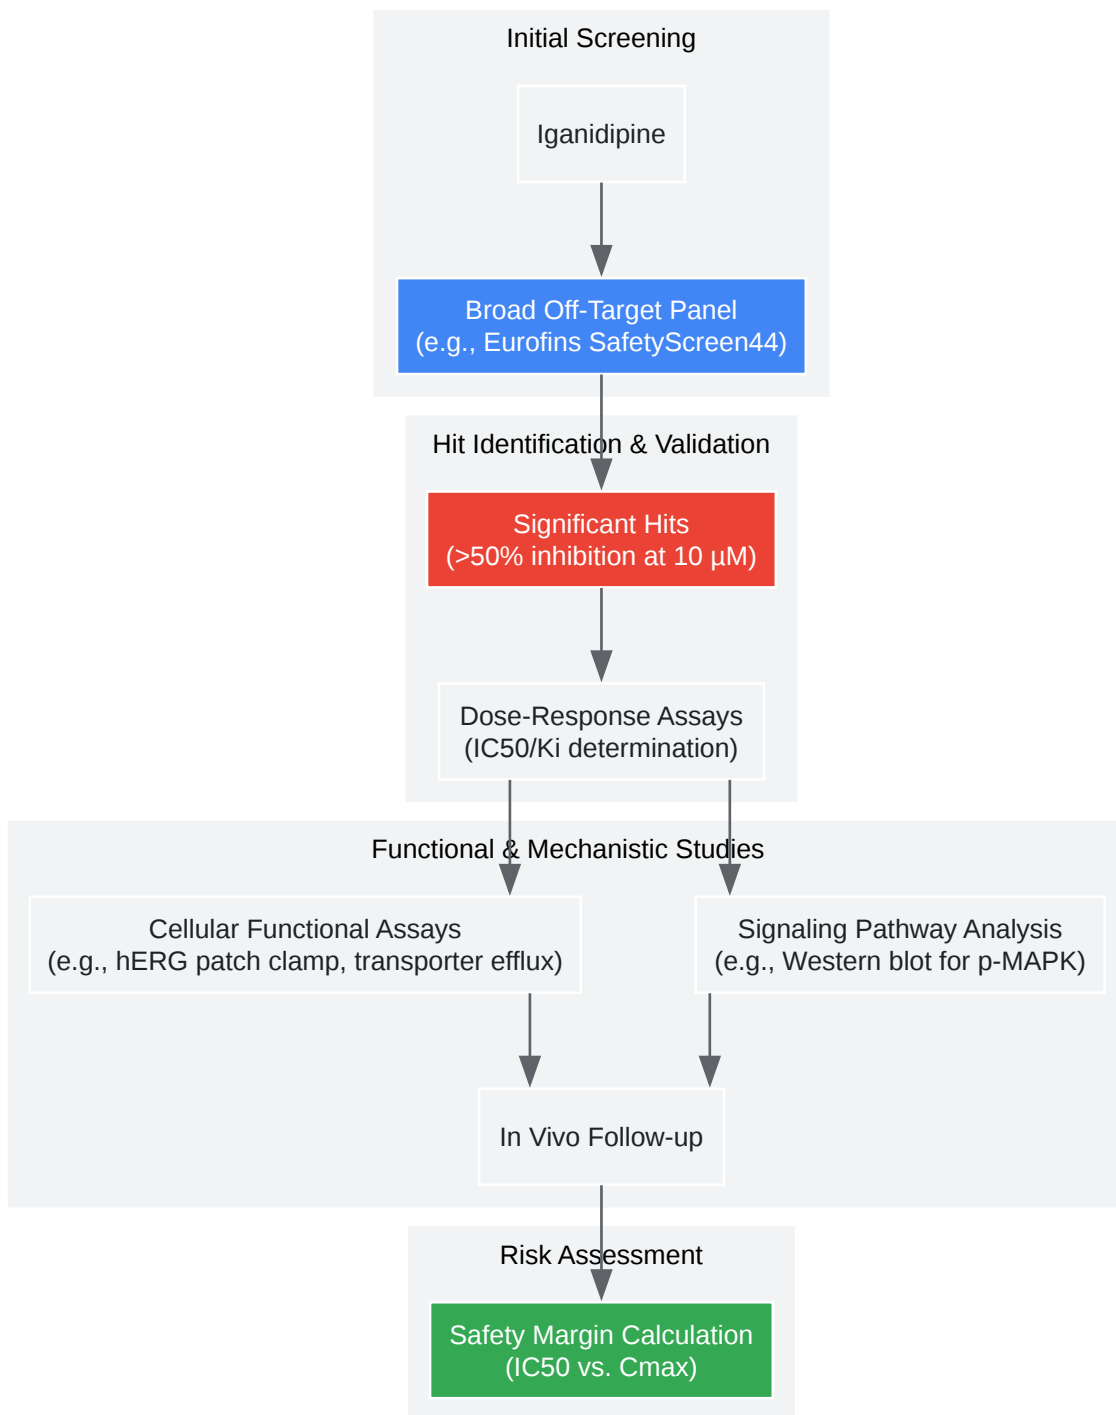 Initial Screening
Iganidipine
Broad Off-Target Panel
(e.g., Eurofins SafetyScreen44)
Hit Identification & Validation
Significant Hits
(>50% inhibition at 10 µM)
Dose-Response Assays
(IC50/Ki determination)
Functional & Mechanistic Studies
Cellular Functional Assays
(e.g., hERG patch clamp, transporter efflux)
Signaling Pathway Analysis
(e.g., Western blot for p-MAPK)
In Vivo Follow-up
Risk Assessment
Safety Margin Calculation
(IC50 vs. Cmax)